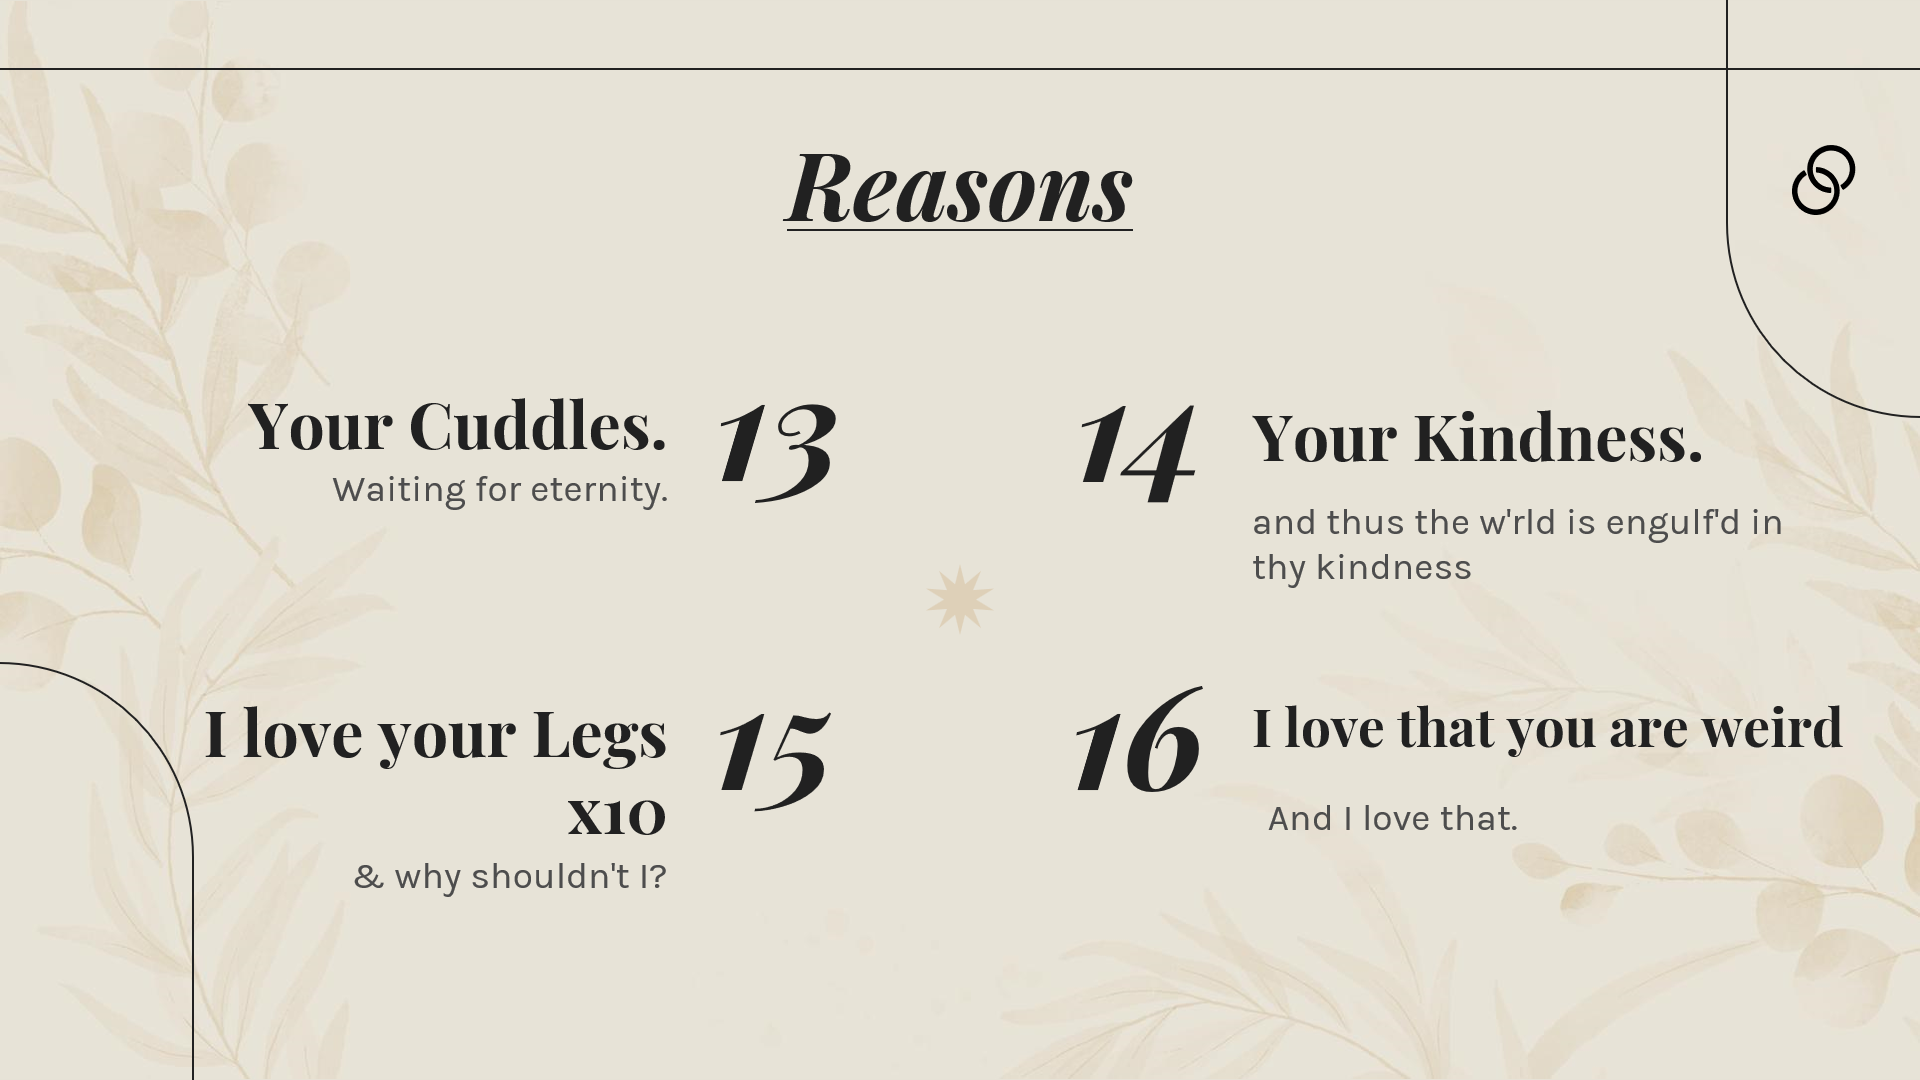 Reasons
Your Cuddles.
Waiting for eternity.
13
14
Your Kindness.
and thus the w'rld is engulf'd in
thy kindness
I love your Legs
x10
& why shouldn't I?
15
16
I love that you are weird
And I love that.